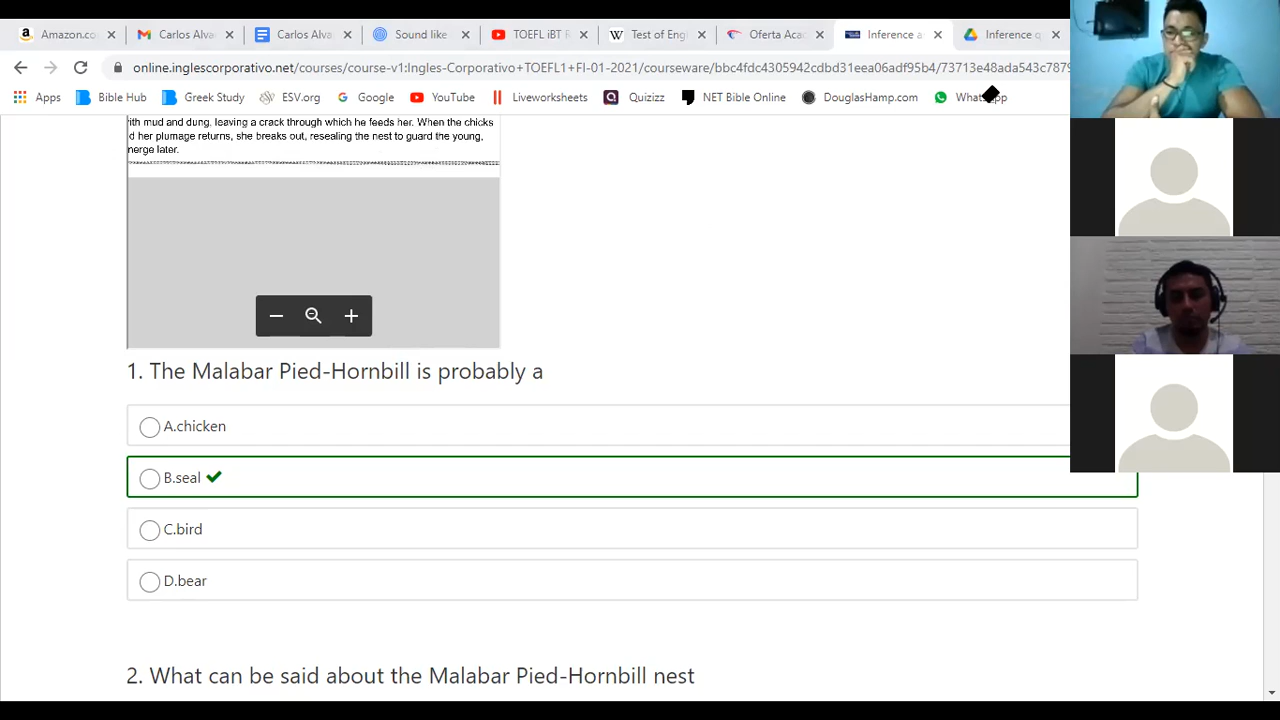 Amazon.co
Carlos Alva
Carlos Alva
Sound like
TOEFL iBT R
Test of Eng
Oferta Aca
Inference a
Inference q
online.inglescorporativo.net/courses/course-v1:Ingles-Corporativo+TOEFL1+FI-01-2021/courseware/bbc4fdc4305942cdbd31eea06adf95b4/73713e48ada543c7879
Apps
Bible Hub
Greek Study
ESV.org
Google
YouTube
Liveworksheets
Quizizz
NET Bible Online
DouglasHamp.com
WhatsApp
ith mud and dung, leaving a crack through which he feeds her. When the chicks
d her plumage returns, she breaks out, resealing the nest to guard the young,
nerge later.
1. The Malabar Pied-Hornbill is probably a
A.chicken
B.seal
C.bird
D.bear
2. What can be said about the Malabar Pied-Hornbill nest